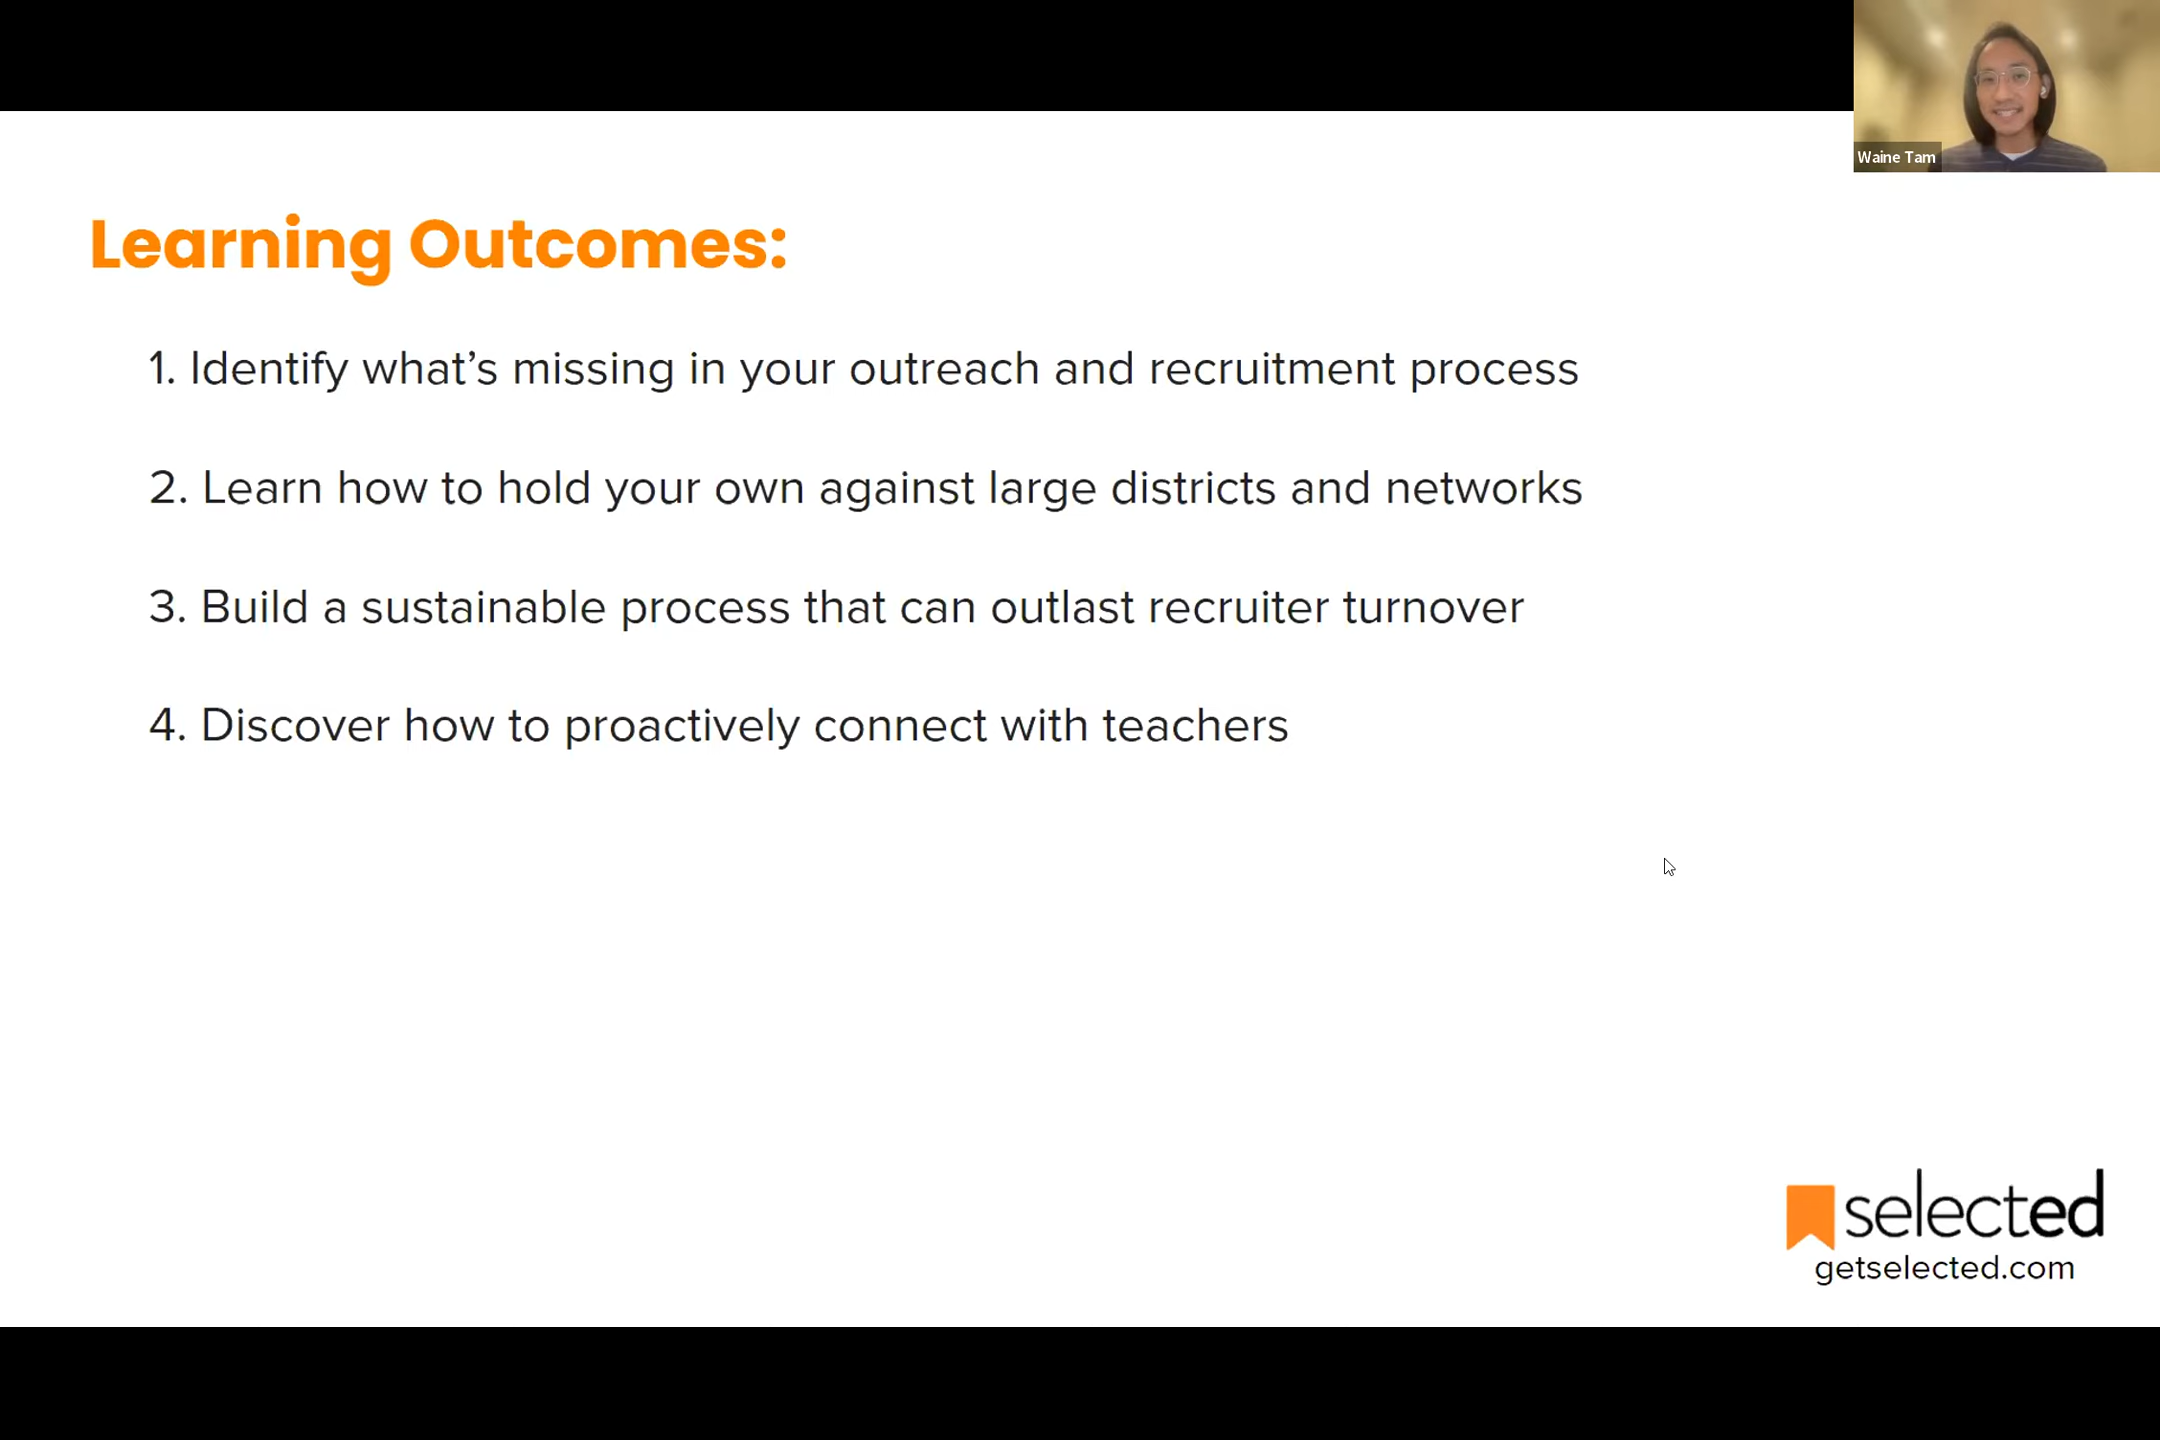 Waine Tam
Learning Outcomes:
1. Identify what’s missing in your outreach and recruitment process
2. Learn how to hold your own against large districts and networks
3. Build a sustainable process that can outlast recruiter turnover
4. Discover how to proactively connect with teachers
selected
getselected.com